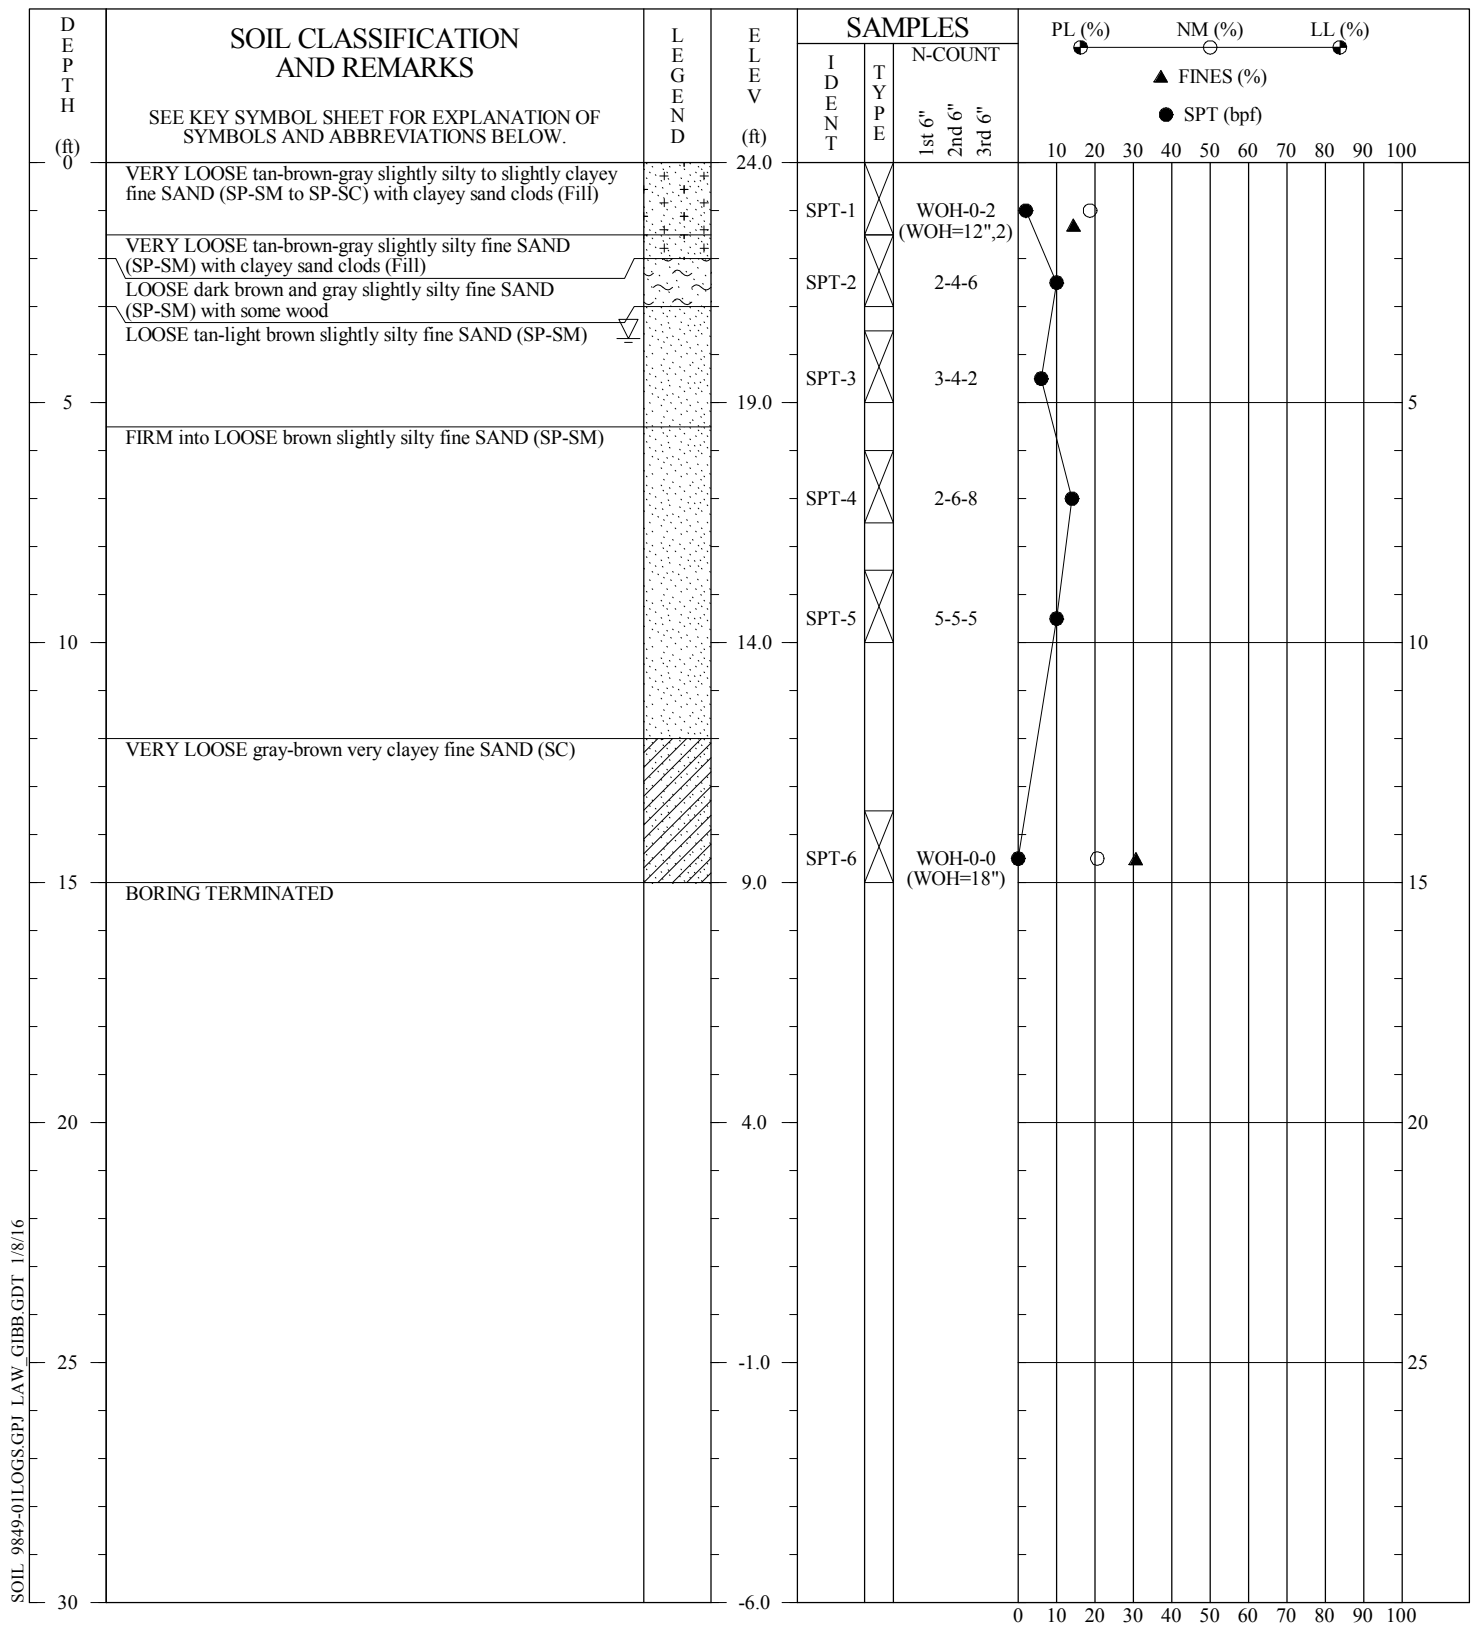 DEPTH
(ft)
SOIL CLASSIFICATION
AND REMARKS
SEE KEY SYMBOL SHEET FOR EXPLANATION OF
SYMBOLS AND ABBREVIATIONS BELOW.
LEGEND
ELEV
(ft)
SAMPLES
IDENT
TYPE
N-COUNT
1st 6"
2nd 6"
3rd 6"
PL (%) NM (%) LL (%)
FINES (%)
SPT (bpf)
10 20 30 40 50 60 70 80 90 100
0 24.0
VERY LOOSE tan-brown-gray slightly silty to slightly clayey
fine SAND (SP-SM to SP-SC) with clayey sand clods (Fill)
SPT-1 WOH-0-2
(WOH=12",2)
VERY LOOSE tan-brown-gray slightly silty fine SAND
(SP-SM) with clayey sand clods (Fill)
SPT-2 2-4-6
LOOSE dark brown and gray slightly silty fine SAND
(SP-SM) with some wood
LOOSE tan-light brown slightly silty fine SAND (SP-SM)
SPT-3 3-4-2
5 19.0 5
FIRM into LOOSE brown slightly silty fine SAND (SP-SM)
SPT-4 2-6-8
SPT-5 5-5-5
10 14.0 10
VERY LOOSE gray-brown very clayey fine SAND (SC)
SPT-6 WOH-0-0
(WOH=18")
15 9.0 15
BORING TERMINATED
20 4.0 20
25 -1.0 25
30 -6.0
0 10 20 30 40 50 60 70 80 90 100
SOIL 9849-01LOGS.GPJ LAW_GIBB.GDT 1/8/16